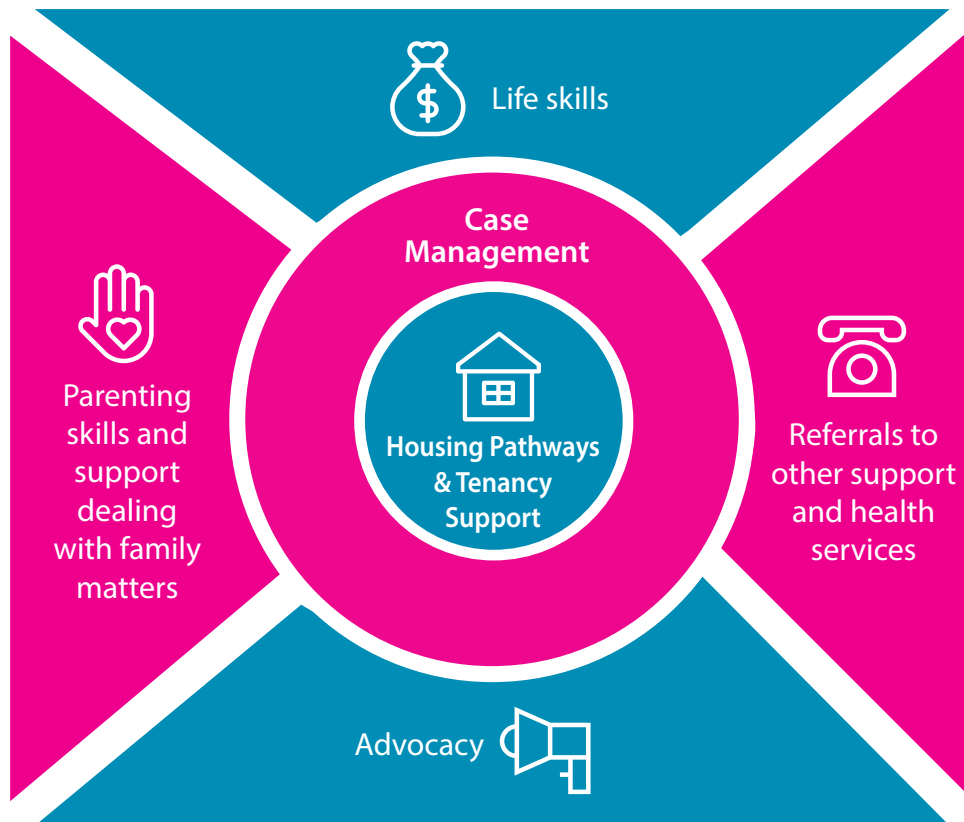 $
Life skills
Case
Management
Parenting
skills and
support
dealing
with family
matters
Housing Pathways
& Tenancy
Support
Referrals to
other support
and health
services
Advocacy